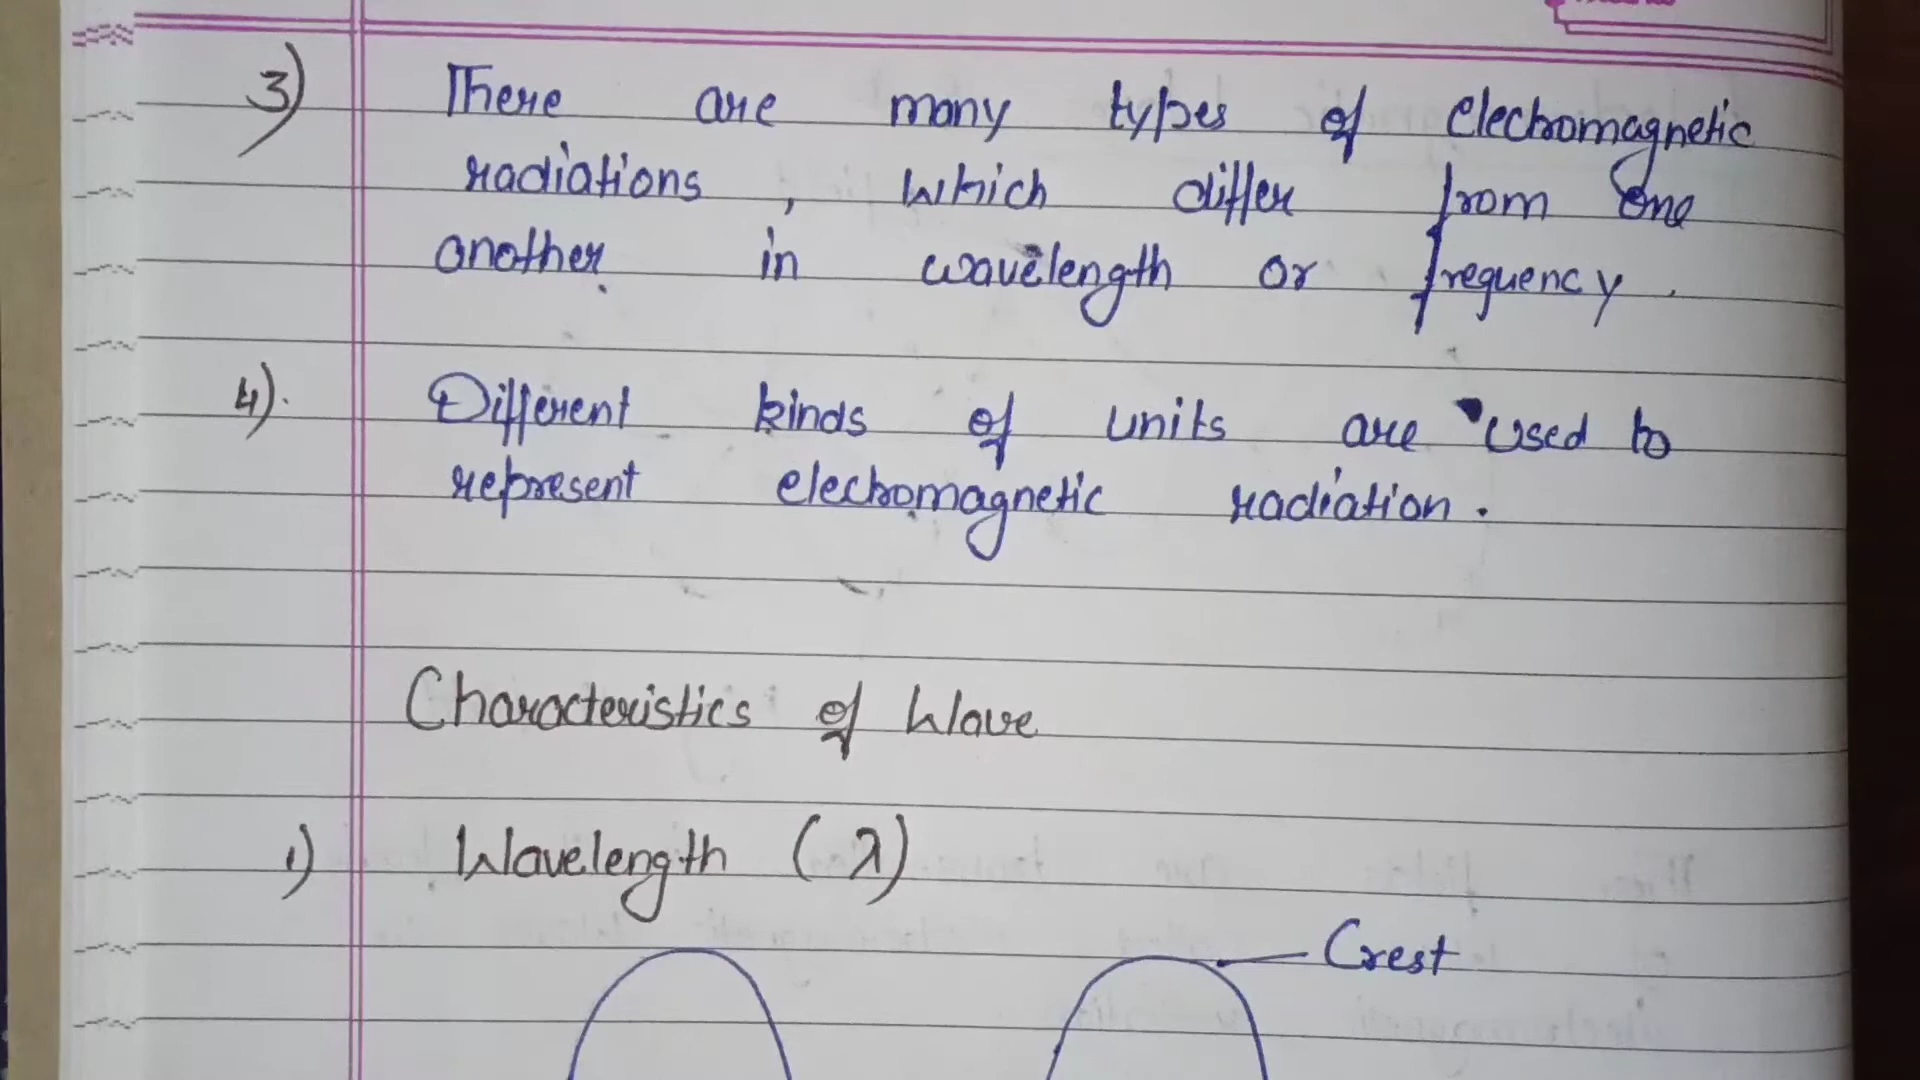 3) There are many types of electromagnetic
radiations, which differ from one
another in wavelength or frequency.
4). Different kinds of units are used to
represent electromagnetic radiation.
Characteristics of Wave
1) Wavelength (λ)
Crest